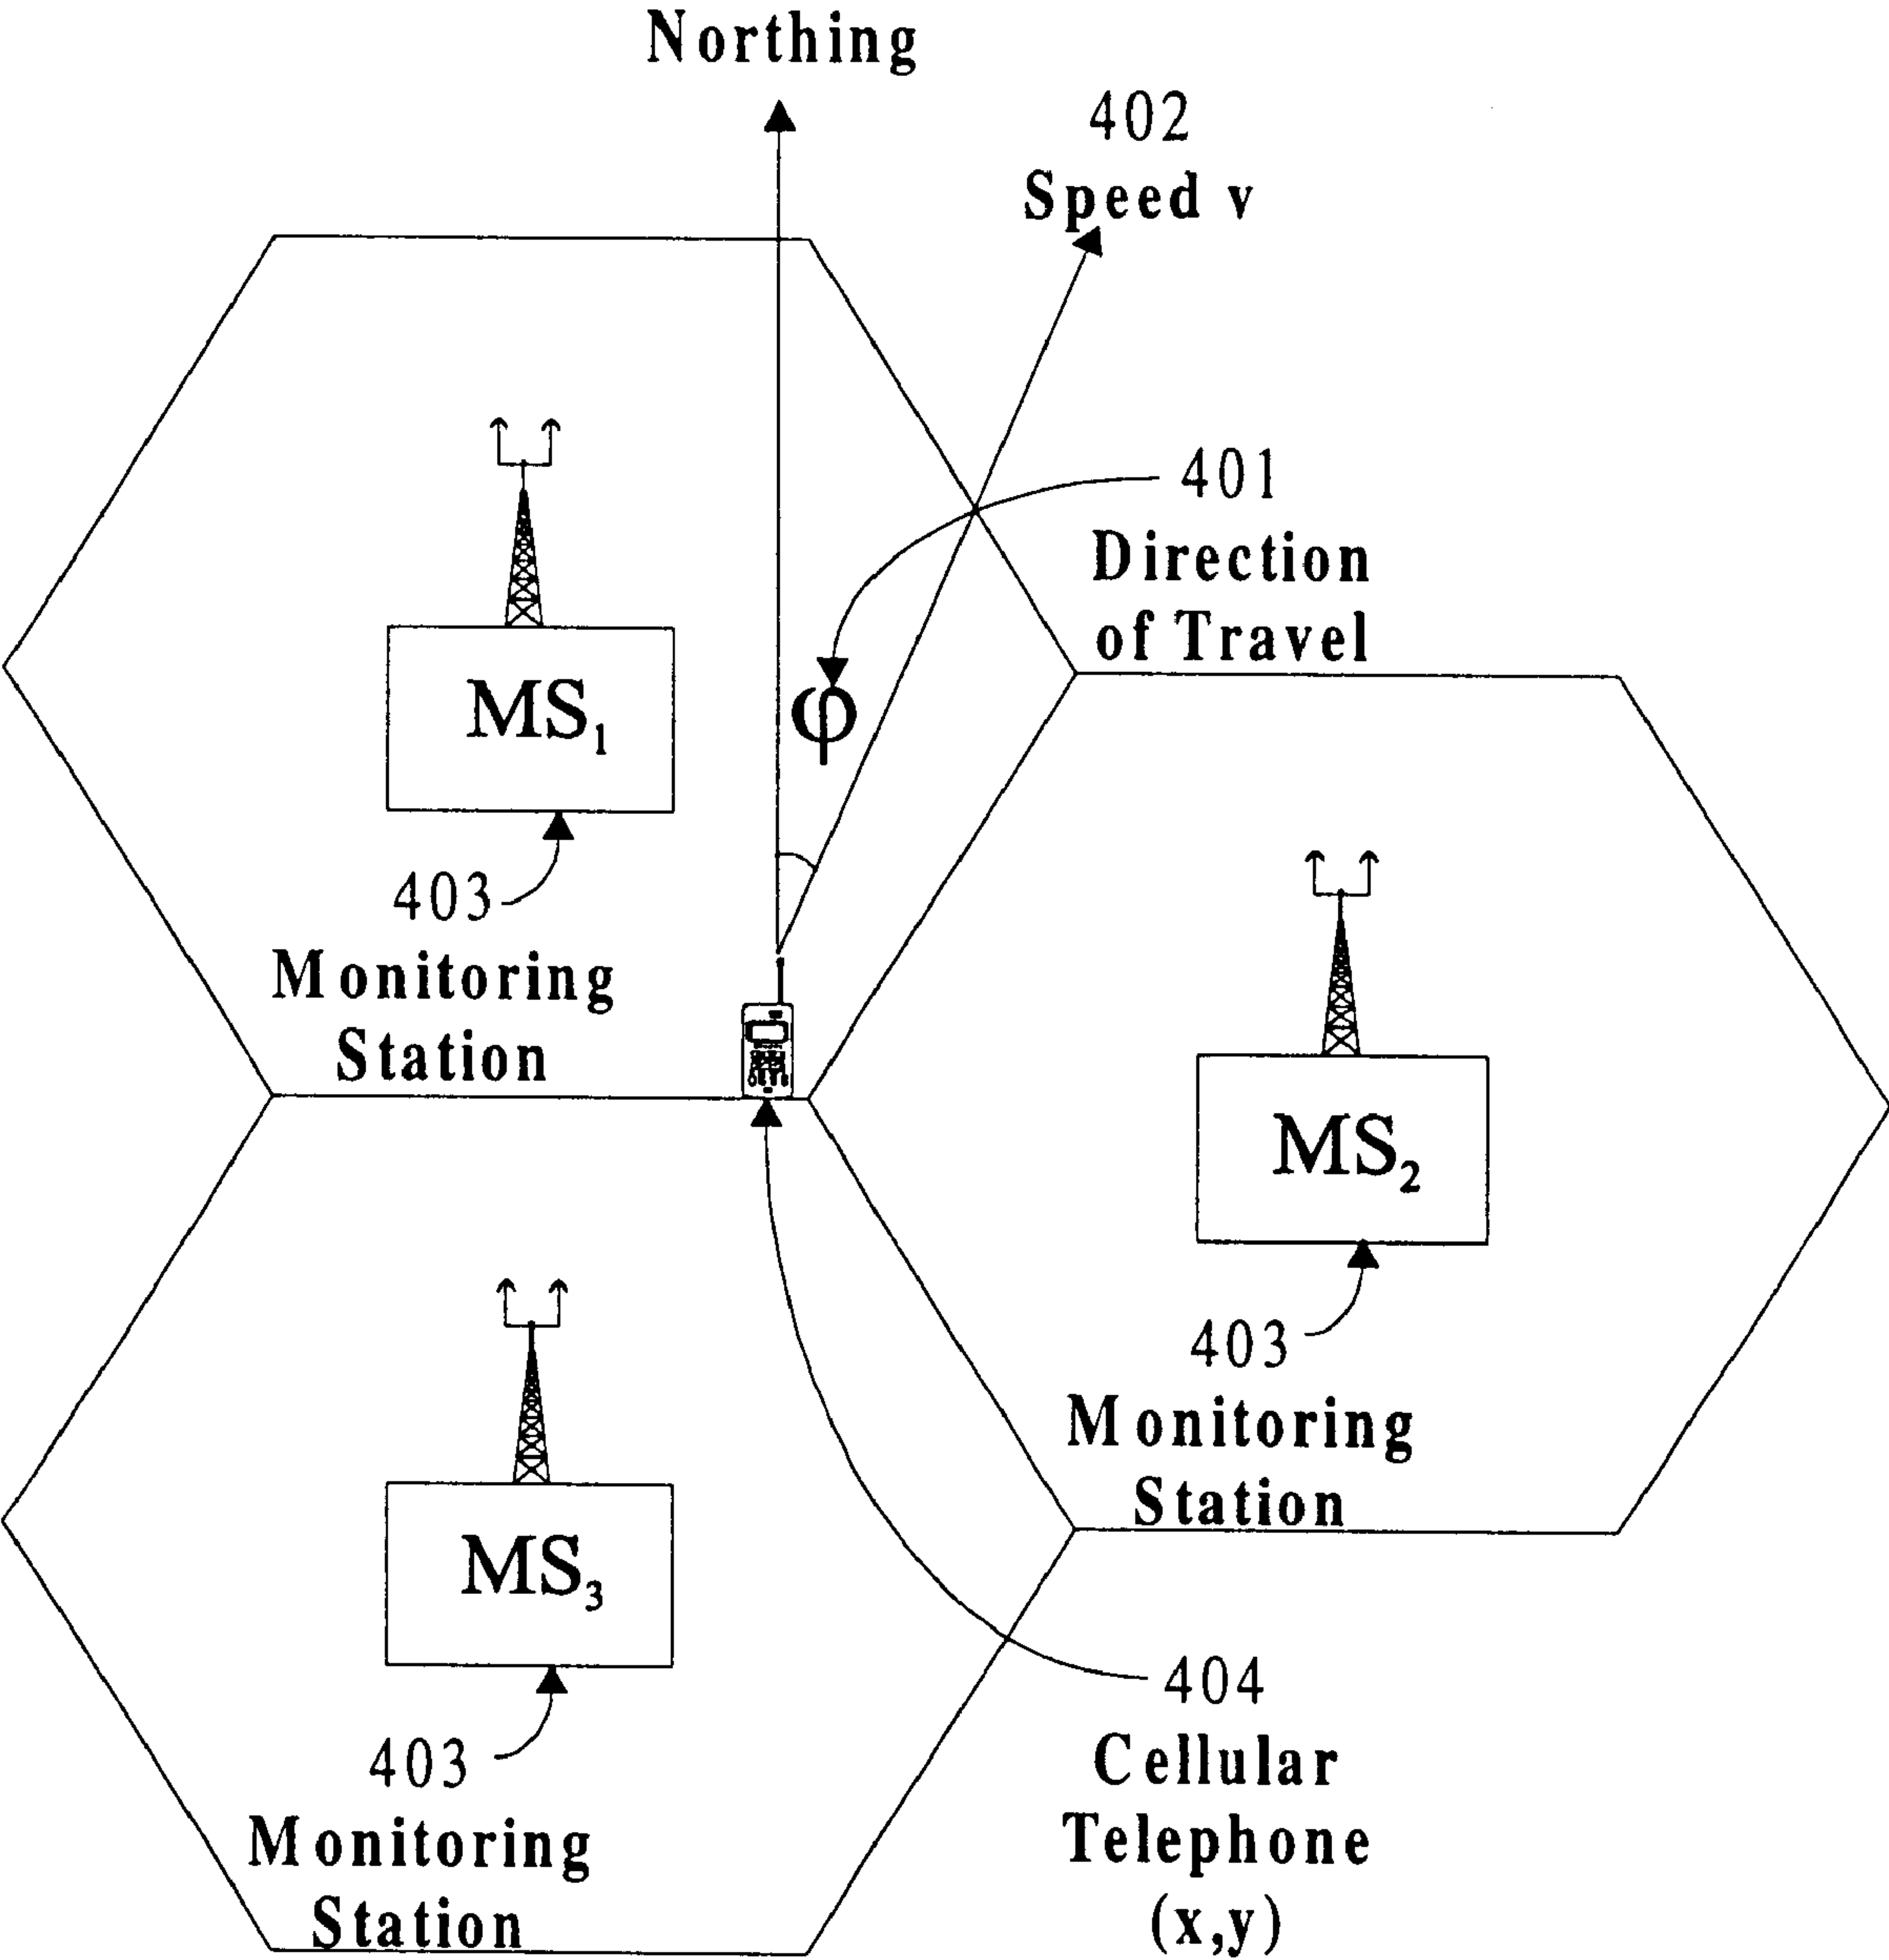 Northing
402
Speed v
401
Direction
of Travel
φ
MS₁
403
Monitoring
Station
MS₂
403
Monitoring
Station
MS₃
403
Monitoring
Station
404
Cellular
Telephone
(x,y)